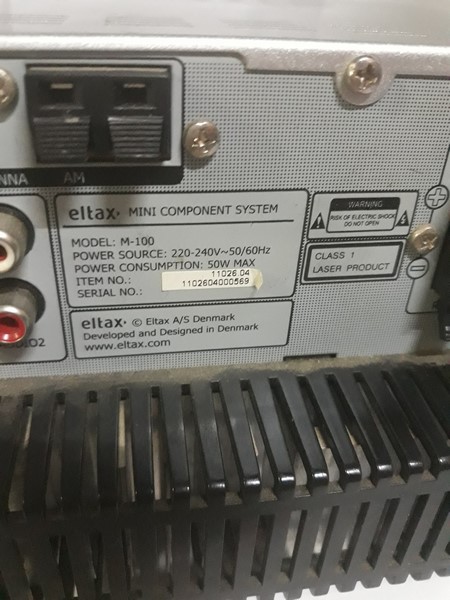 NNA AM
eltax· MINI COMPONENT SYSTEM
MODEL: M-100
POWER SOURCE: 220-240V~50/60Hz
POWER CONSUMPTION: 50W MAX
ITEM NO.: 11026.04
SERIAL NO.: 1102604000569
eltax· © Eltax A/S Denmark
Developed and Designed in Denmark
www.eltax.com
WARNING
RISK OF ELECTRIC SHOCK
DO NOT OPEN
CLASS 1
LASER PRODUCT
IO2